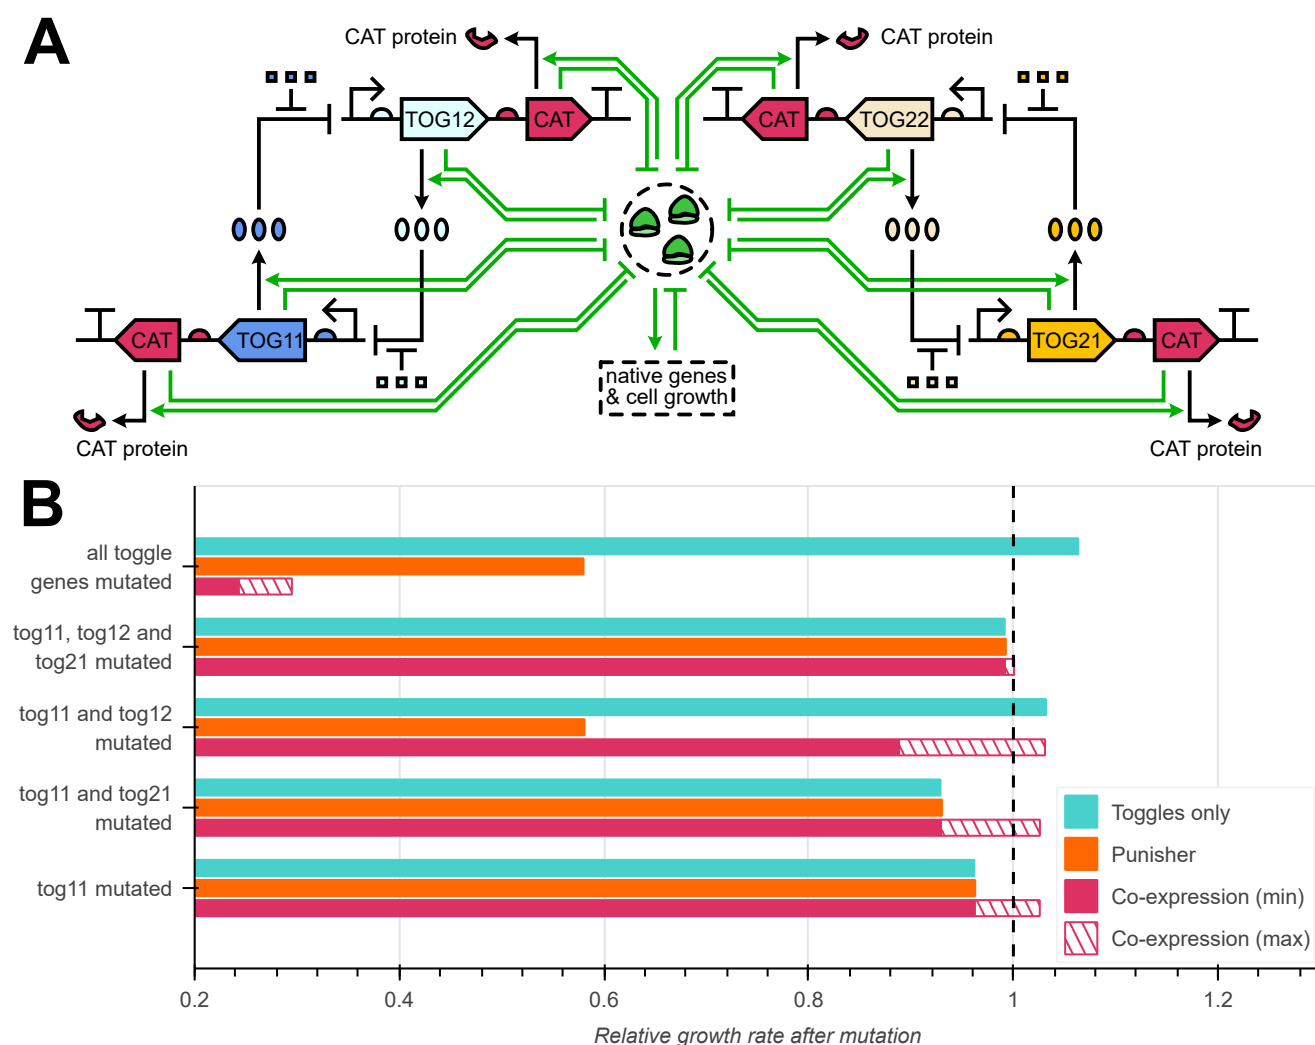 A
CAT protein
CAT protein
TOG12
CAT
CAT
TOG22
CAT
TOG11
TOG21
CAT
native genes
& cell growth
CAT protein
CAT protein
B
all toggle
genes mutated
tog11, tog12 and
tog21 mutated
tog11 and tog12
mutated
tog11 and tog21
mutated
tog11 mutated
Toggles only
Punisher
Co-expression (min)
Co-expression (max)
0.2
0.4
0.6
0.8
1
1.2
Relative growth rate after mutation